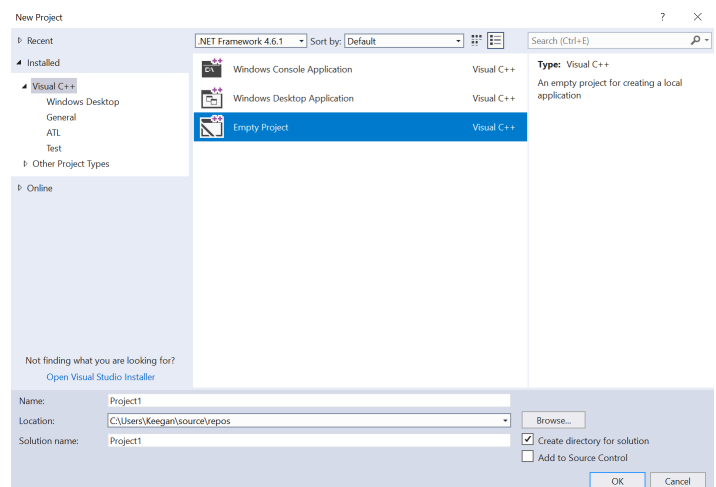 New Project
? ×
Recent
.NET Framework 4.6.1 Sort by: Default
Search (Ctrl+E)
Installed
Visual C++
Windows Desktop
General
ATL
Test
Other Project Types
Online
Windows Console Application Visual C++
Windows Desktop Application Visual C++
Empty Project Visual C++
Type: Visual C++
An empty project for creating a local
application
Not finding what you are looking for?
Open Visual Studio Installer
Name: Project1
Location: C:\Users\Keegan\source\repos
Browse...
Solution name: Project1
Create directory for solution
Add to Source Control
OK Cancel